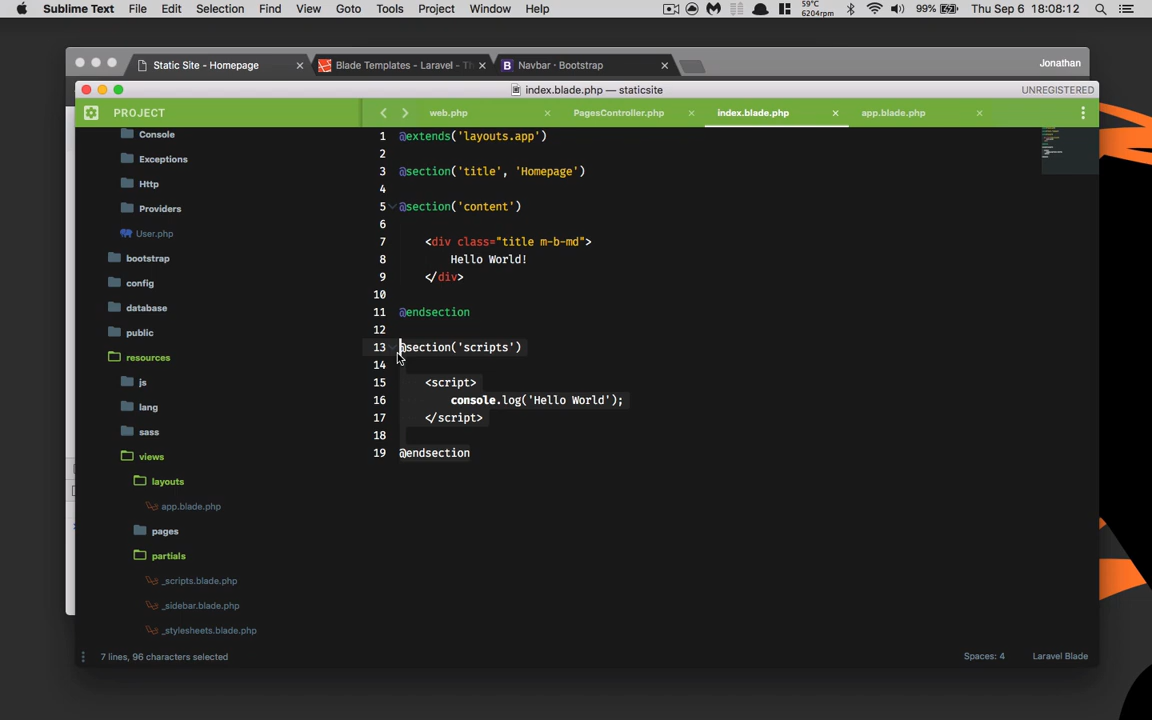 Sublime Text File Edit Selection Find View Goto Tools Project Window Help 59°C 6204rpm 99% Thu Sep 6 18:08:12
Static Site - Homepage Blade Templates - Laravel - Th Navbar · Bootstrap Jonathan
index.blade.php — staticsite UNREGISTERED
PROJECT web.php PagesController.php index.blade.php app.blade.php
Console
Exceptions
Http
Providers
User.php
bootstrap
config
database
public
resources
js
lang
sass
views
layouts
app.blade.php
pages
partials
_scripts.blade.php
_sidebar.blade.php
_stylesheets.blade.php
1 @extends('layouts.app')
2
3 @section('title', 'Homepage')
4
5 @section('content')
6
7 <div class="title m-b-md">
8 Hello World!
9 </div>
10
11 @endsection
12
13 @section('scripts')
14
15 <script>
16 console.log('Hello World');
17 </script>
18
19 @endsection
7 lines, 96 characters selected Spaces: 4 Laravel Blade